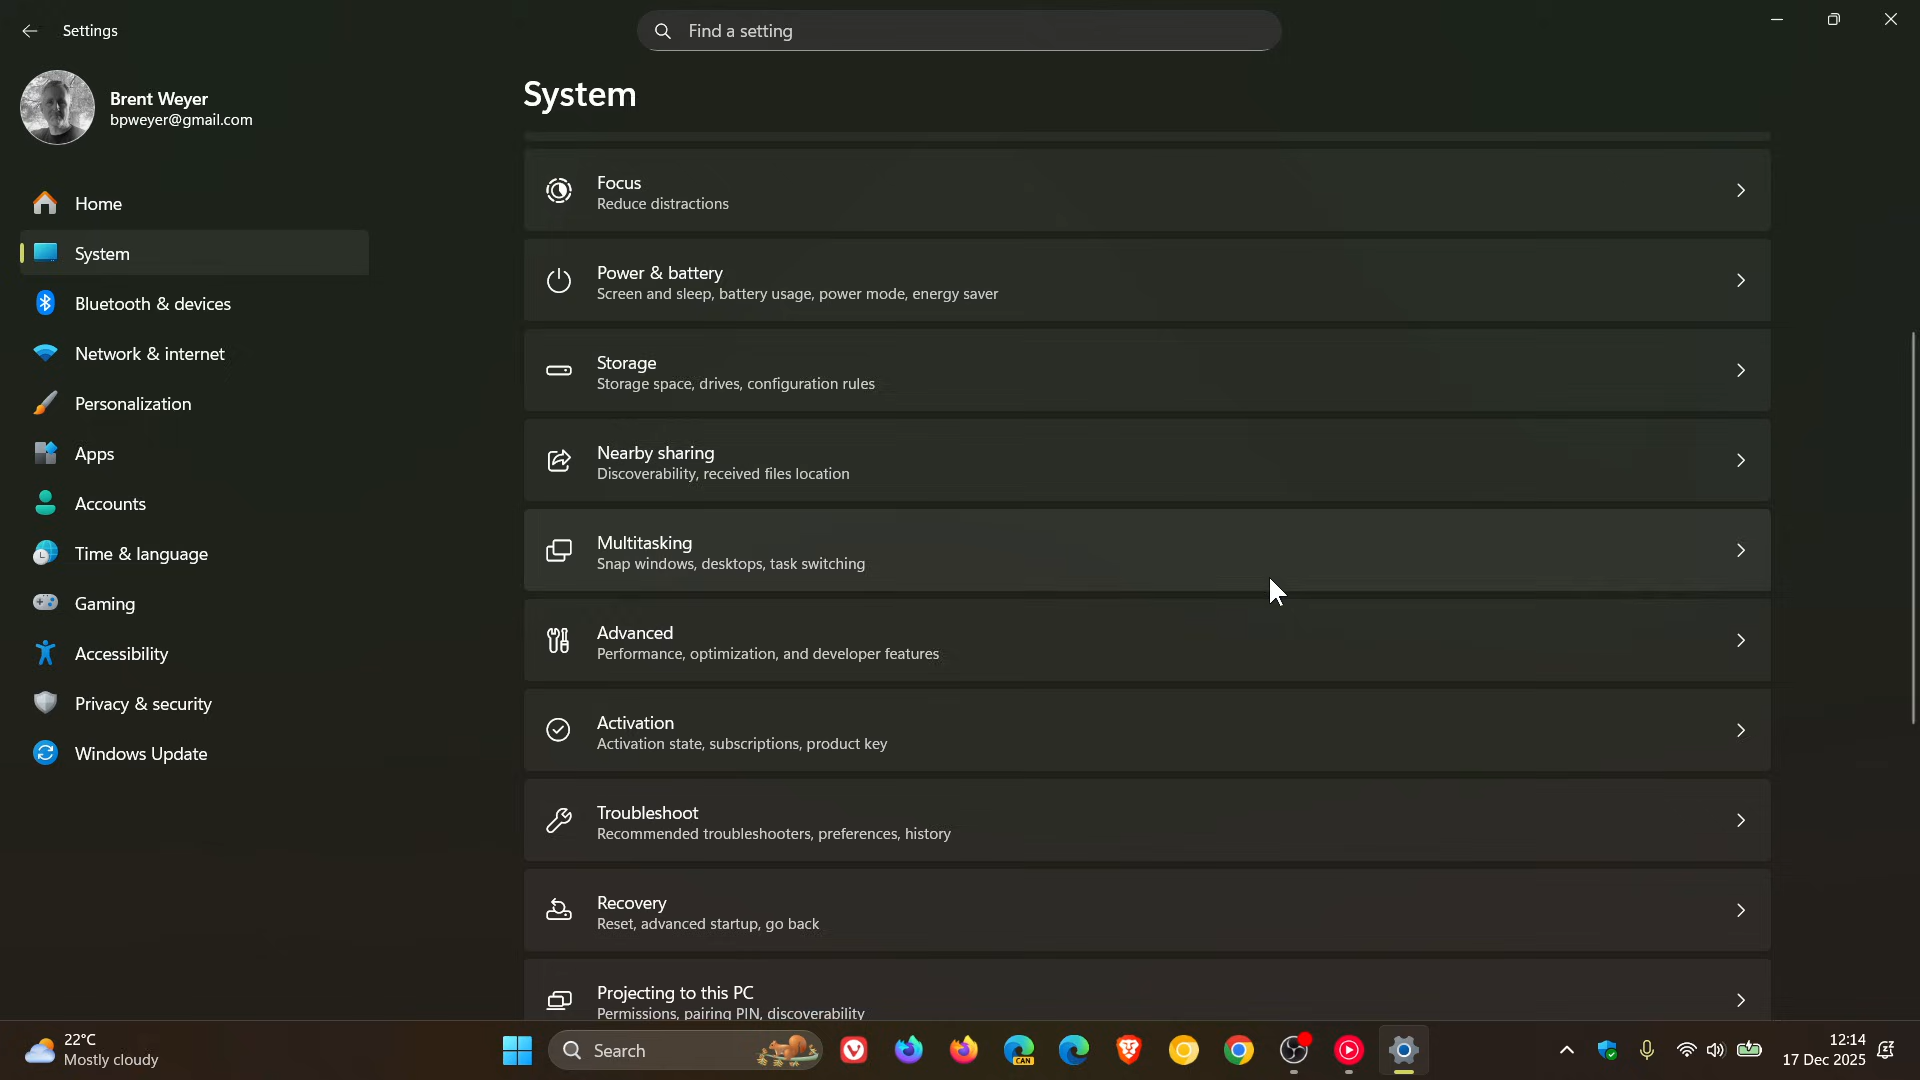 Settings
Find a setting
Brent Weyer
bpweyer@gmail.com
Home
System
Bluetooth & devices
Network & internet
Personalization
Apps
Accounts
Time & language
Gaming
Accessibility
Privacy & security
Windows Update
System
Focus
Reduce distractions
Power & battery
Screen and sleep, battery usage, power mode, energy saver
Storage
Storage space, drives, configuration rules
Nearby sharing
Discoverability, received files location
Multitasking
Snap windows, desktops, task switching
Advanced
Performance, optimization, and developer features
Activation
Activation state, subscriptions, product key
Troubleshoot
Recommended troubleshooters, preferences, history
Recovery
Reset, advanced startup, go back
Projecting to this PC
Permissions, pairing PIN, discoverability
22°C
Mostly cloudy
Search
CAN
12:14
17 Dec 2025